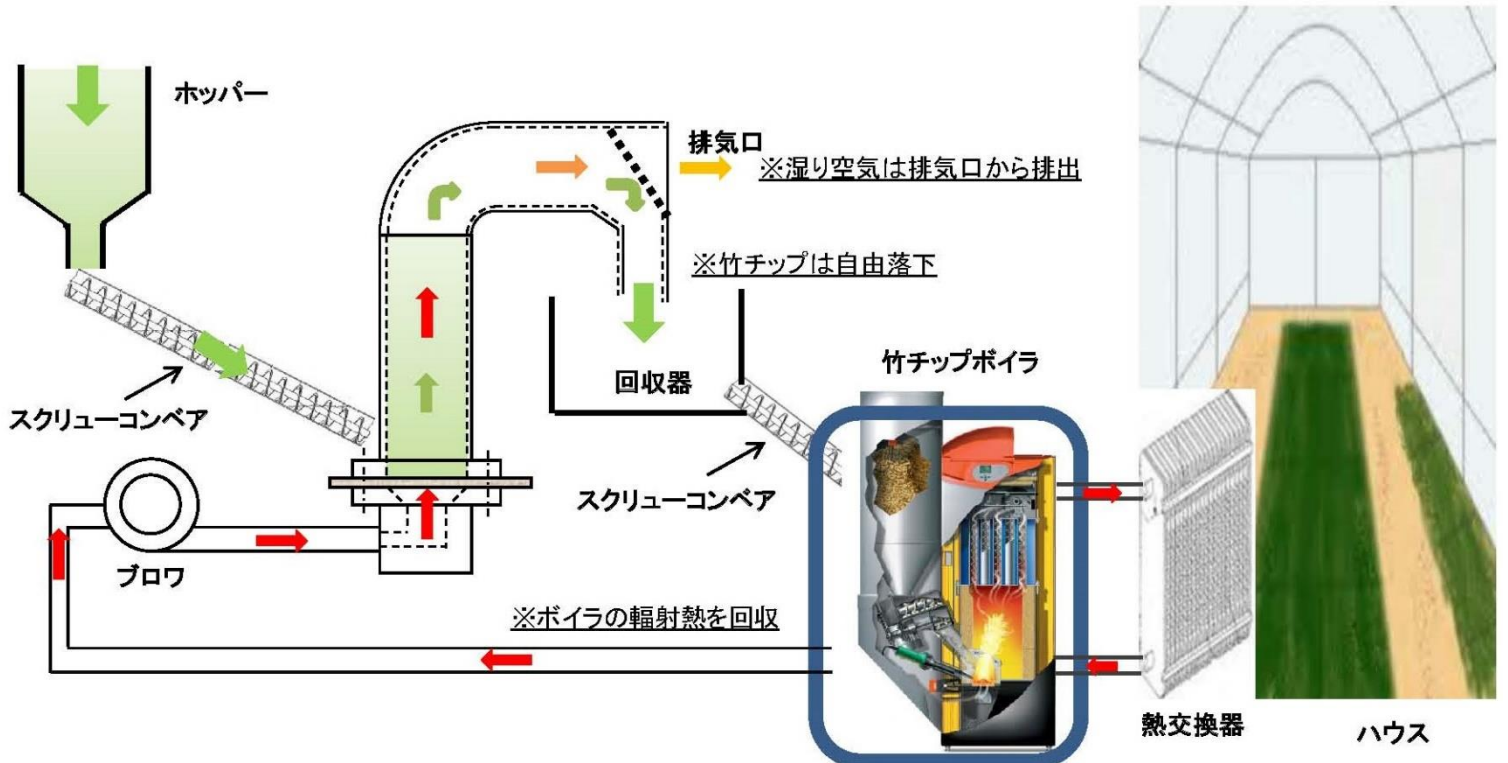 ホッパー
排気口
※湿り空気は排気口から排出
※竹チップは自由落下
竹チップボイラ
回収器
スクリューコンベア
スクリューコンベア
ブロワ
※ボイラの輻射熱を回収
熱交換器
ハウス